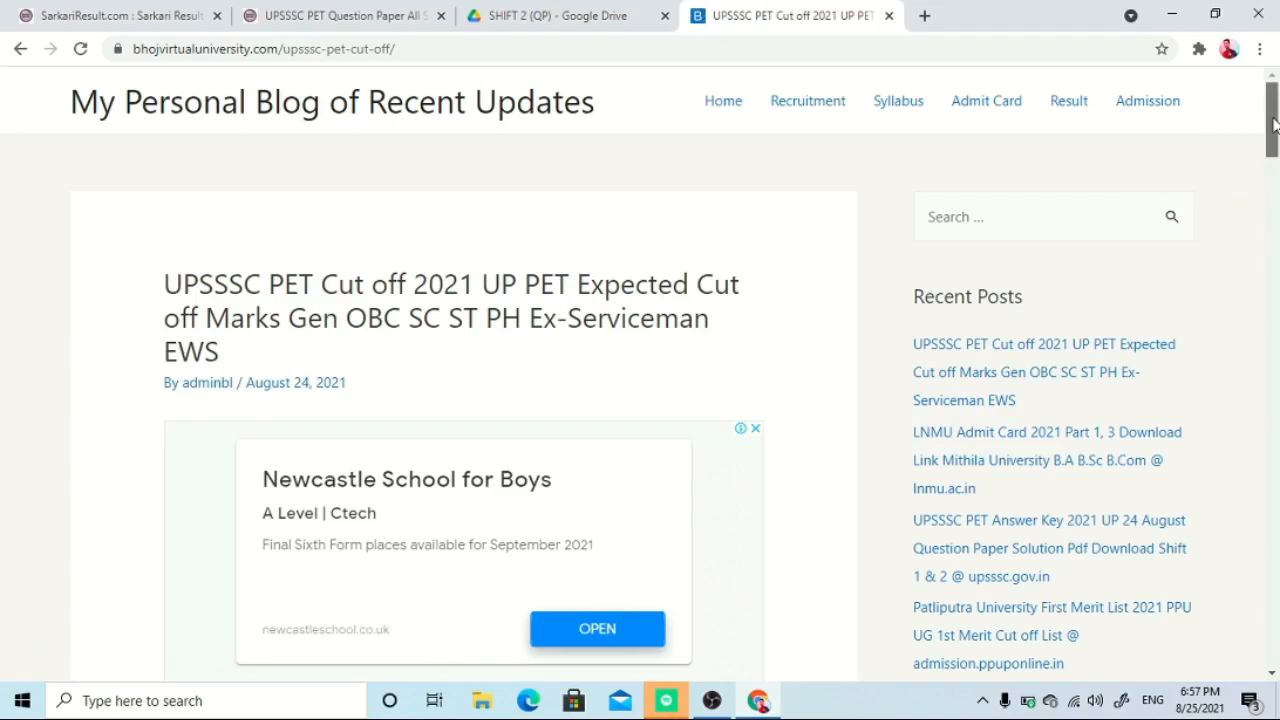 SarkariResult.com : Sarkari Result
UPSSSC PET Question Paper All S
SHIFT 2 (QP) - Google Drive
UPSSSC PET Cut off 2021 UP PET
bhojvirtualuniversity.com/upsssc-pet-cut-off/
My Personal Blog of Recent Updates
Home
Recruitment
Syllabus
Admit Card
Result
Admission
UPSSSC PET Cut off 2021 UP PET Expected Cut
off Marks Gen OBC SC ST PH Ex-Serviceman
EWS
By adminbl / August 24, 2021
Newcastle School for Boys
A Level | Ctech
Final Sixth Form places available for September 2021
newcastleschool.co.uk
OPEN
Search ...
Recent Posts
UPSSSC PET Cut off 2021 UP PET Expected
Cut off Marks Gen OBC SC ST PH Ex-
Serviceman EWS
LNMU Admit Card 2021 Part 1, 3 Download
Link Mithila University B.A B.Sc B.Com @
lnmu.ac.in
UPSSSC PET Answer Key 2021 UP 24 August
Question Paper Solution Pdf Download Shift
1 & 2 @ upsssc.gov.in
Patliputra University First Merit List 2021 PPU
UG 1st Merit Cut off List @
admission.ppuponline.in
Type here to search
ENG
6:57 PM
8/25/2021
3